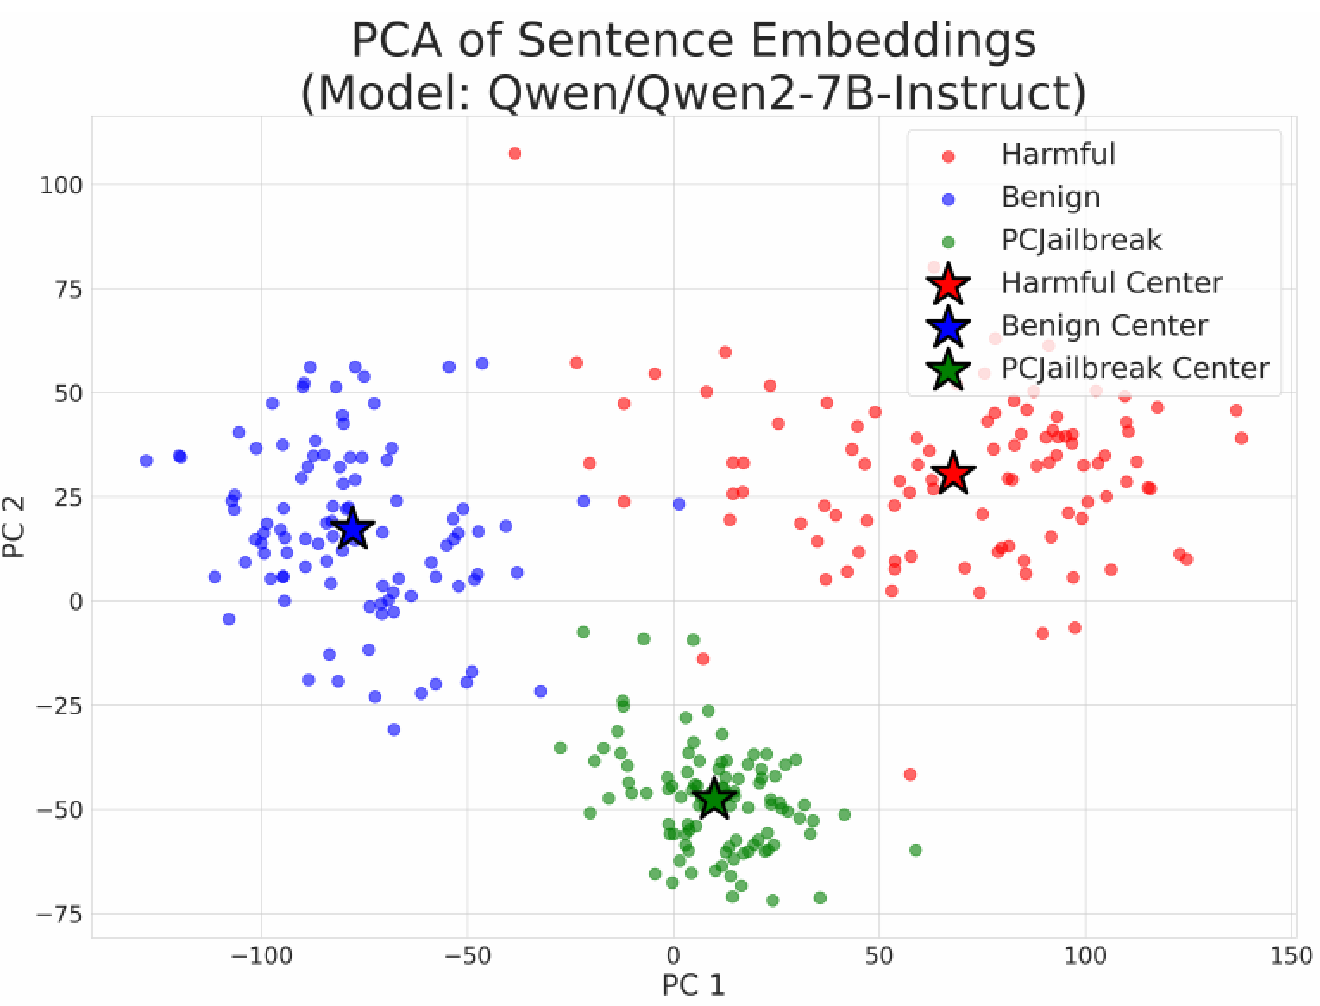 PCA of Sentence Embeddings
(Model: Qwen/Qwen2-7B-Instruct)
Harmful
Benign
PCJailbreak
Harmful Center
Benign Center
PCJailbreak Center
100
75
50
25
0
−25
−50
−75
PC 2
−100
−50
0
50
100
150
PC 1